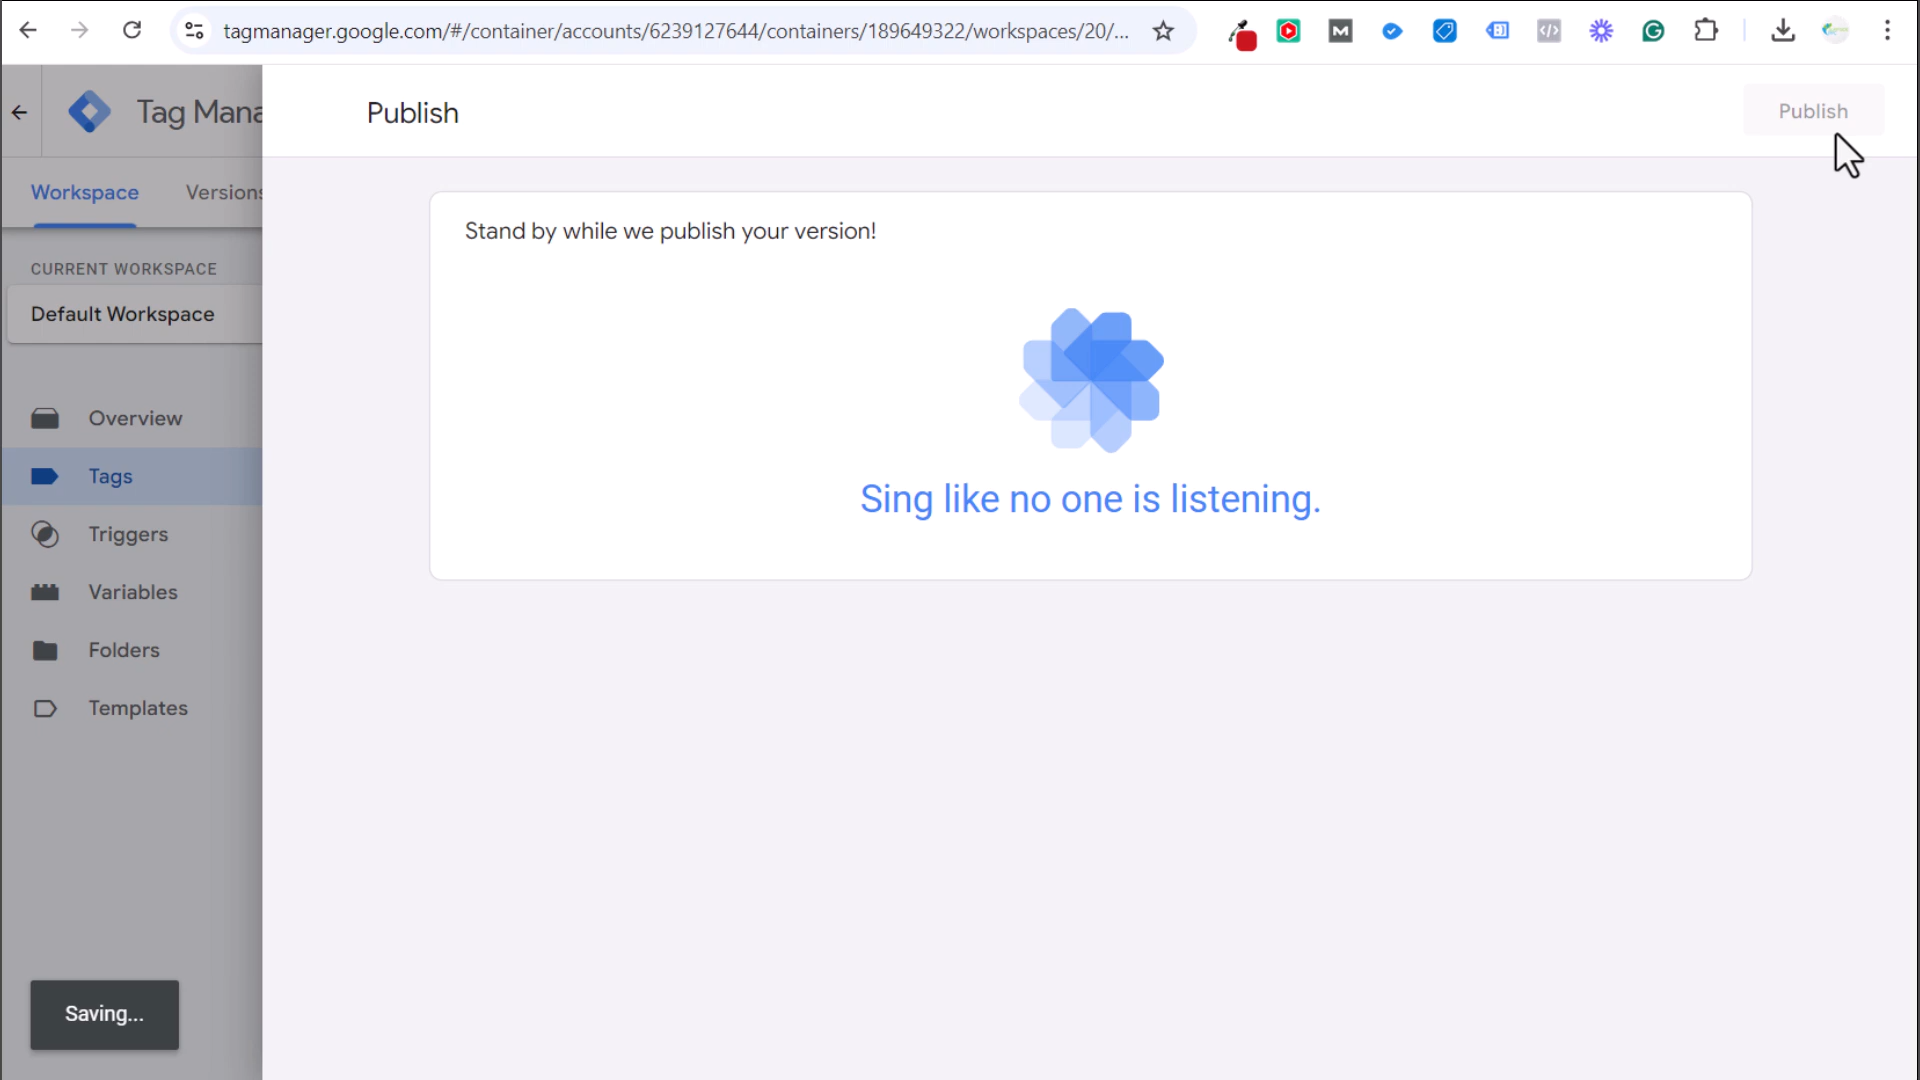 tagmanager.google.com/#/container/accounts/6239127644/containers/189649322/workspaces/20/...
Tag Mana
Publish
Publish
Workspace
Versions
Stand by while we publish your version!
CURRENT WORKSPACE
Default Workspace
Overview
Tags
Sing like no one is listening.
Triggers
Variables
Folders
Templates
Saving...